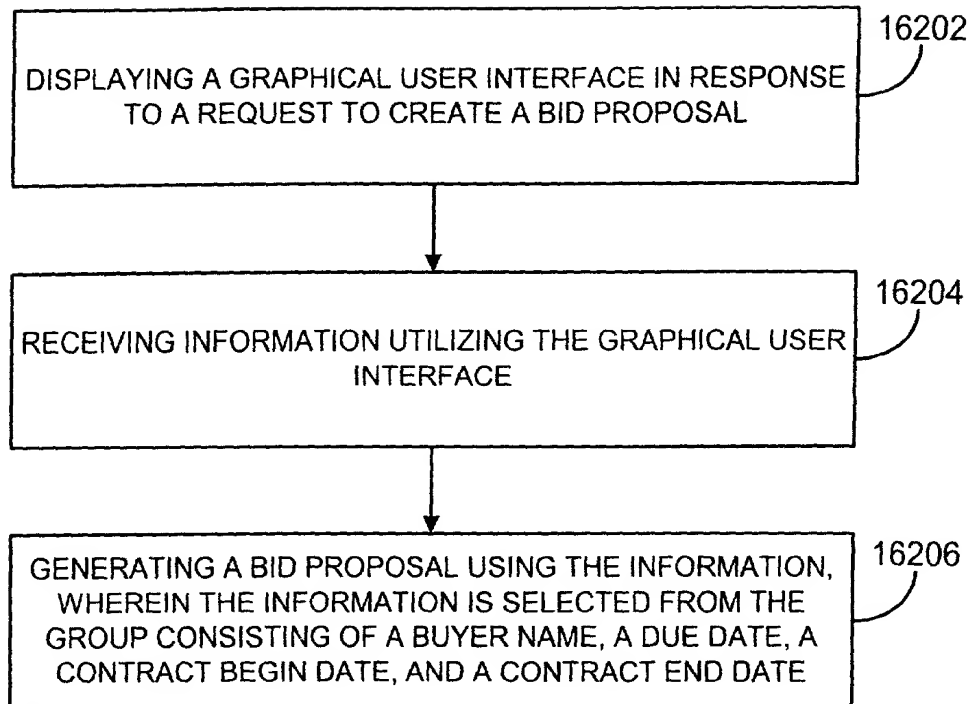 16202
DISPLAYING A GRAPHICAL USER INTERFACE IN RESPONSE
TO A REQUEST TO CREATE A BID PROPOSAL
16204
RECEIVING INFORMATION UTILIZING THE GRAPHICAL USER
INTERFACE
16206
GENERATING A BID PROPOSAL USING THE INFORMATION,
WHEREIN THE INFORMATION IS SELECTED FROM THE
GROUP CONSISTING OF A BUYER NAME, A DUE DATE, A
CONTRACT BEGIN DATE, AND A CONTRACT END DATE